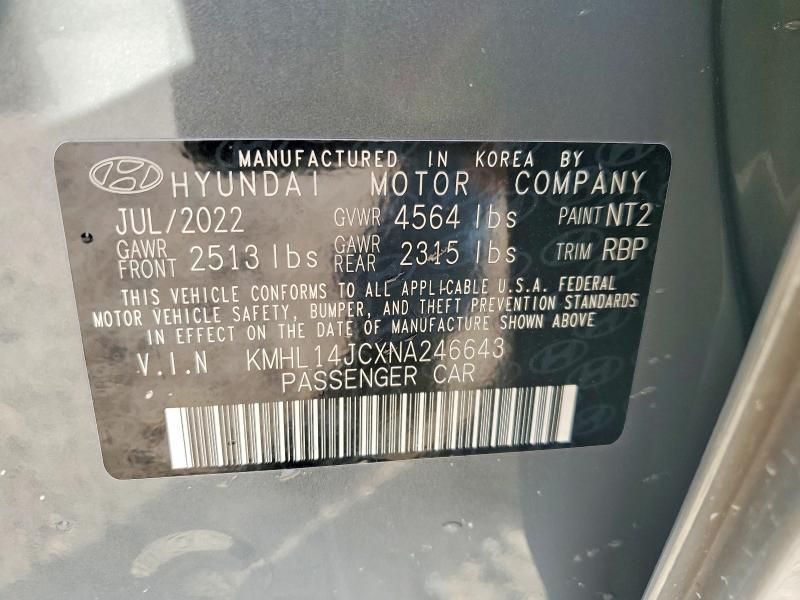 MANUFACTURED IN KOREA BY
HYUNDAI MOTOR COMPANY
JUL/2022 GVWR 4564 lbs PAINT NT2
GAWR FRONT 2513 lbs GAWR REAR 2315 lbs TRIM RBP
THIS VEHICLE CONFORMS TO ALL APPLICABLE U.S.A. FEDERAL
MOTOR VEHICLE SAFETY, BUMPER, AND THEFT PREVENTION STANDARDS
IN EFFECT ON THE DATE OF MANUFACTURE SHOWN ABOVE
V.I.N KMHL14JCXNA246643
PASSENGER CAR